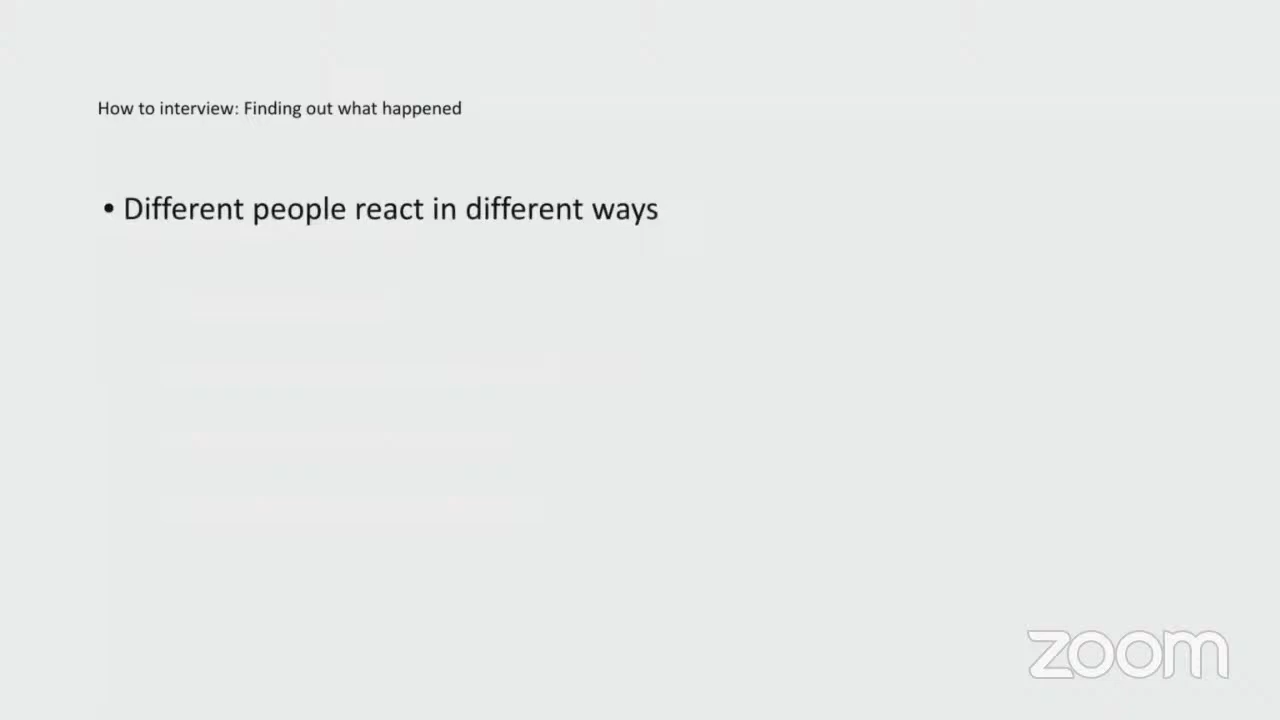 How to interview: Finding out what happened
• Different people react in different ways
zoom